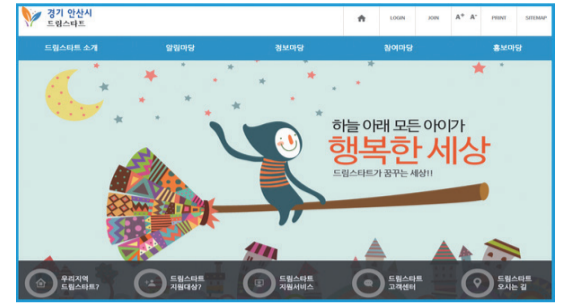 경기 안산시
드림스타트
LOGIN
JOIN
A+ A-
PRINT
SITEMAP
드림스타트 소개
알림마당
정보마당
참여마당
홍보마당
하늘 아래 모든 아이가
행복한 세상
드림스타트가 꿈꾸는 세상!!
우리지역
드림스타트?
드림스타트
지원대상?
드림스타트
지원서비스
드림스타트
고객센터
드림스타트
오시는 길